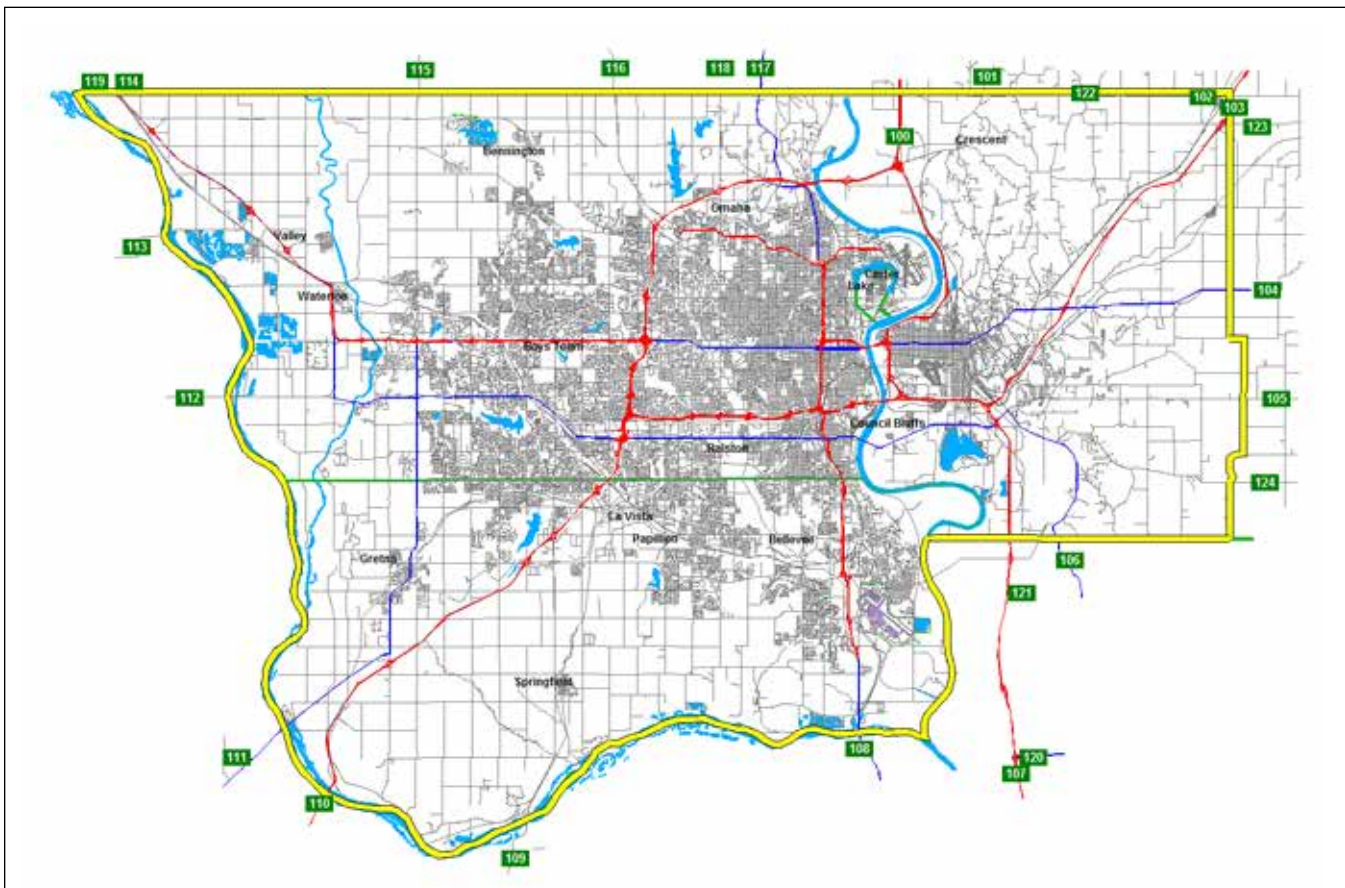 101
117
118
116
115
119 114
122
102
103
123
100
Crescent
Bennington
Omaha
Valley
113
Carter
Lake
Waterloo
104
Boys Town
112
105
Council Bluffs
Ralston
124
La Vista
Papillion
Bellevue
Gretna
106
121
Springfield
108
111
120
107
110
109